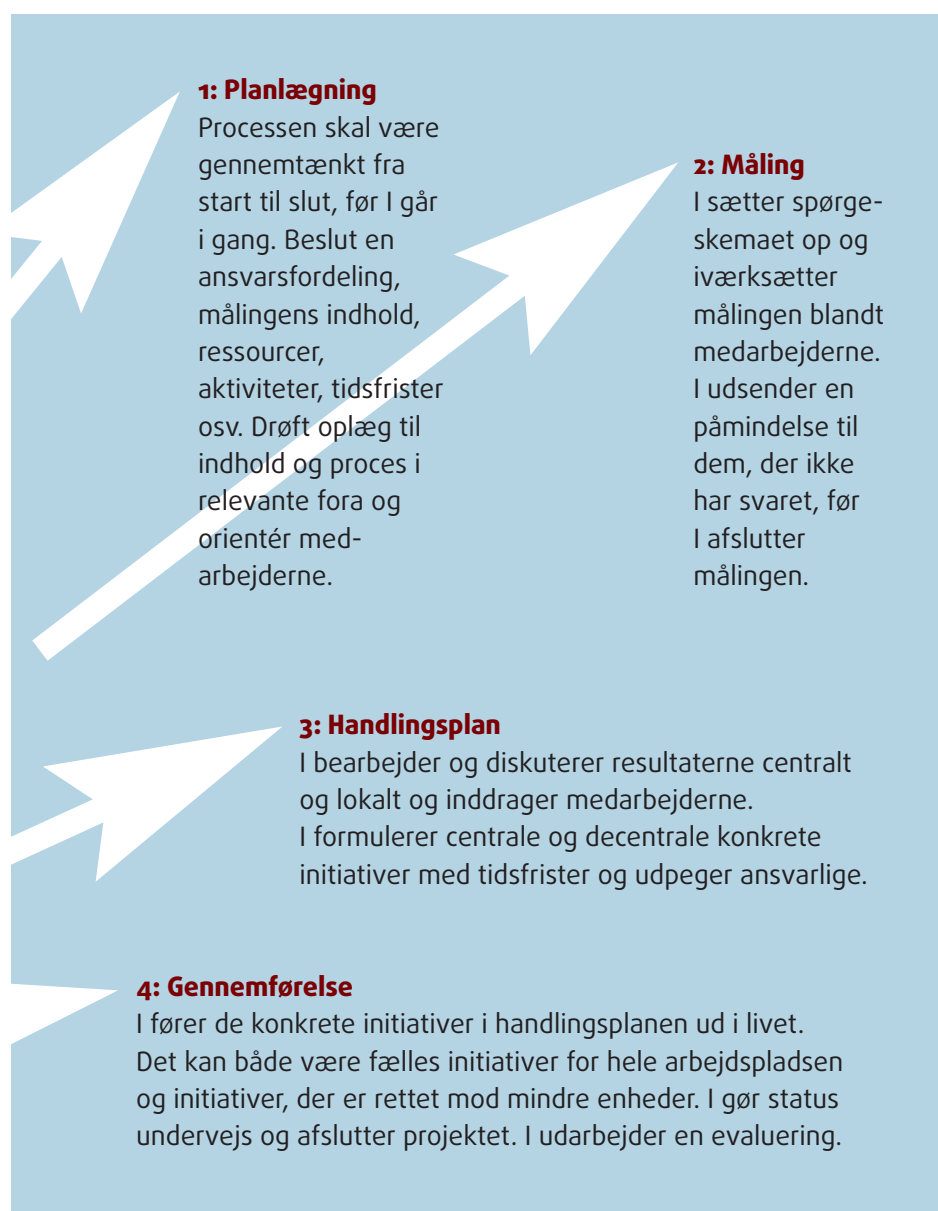 1: Planlægning
Processen skal være
gennemtænkt fra
start til slut, før I går
i gang. Beslut en
ansvarsfordeling,
målingens indhold,
ressourcer,
aktiviteter, tidsfrister
osv. Drøft oplæg til
indhold og proces i
relevante fora og
orientér med-
arbejderne.
2: Måling
I sætter spørge-
skemaet op og
iværksætter
målingen blandt
medarbejderne.
I udsender en
påmindelse til
dem, der ikke
har svaret, før
I afslutter
målingen.
3: Handlingsplan
I bearbejder og diskuterer resultaterne centralt
og lokalt og inddrager medarbejderne.
I formulerer centrale og decentrale konkrete
initiativer med tidsfrister og udpeger ansvarlige.
4: Gennemførelse
I fører de konkrete initiativer i handlingsplanen ud i livet.
Det kan både være fælles initiativer for hele arbejdspladsen
og initiativer, der er rettet mod mindre enheder. I gør status
undervejs og afslutter projektet. I udarbejder en evaluering.